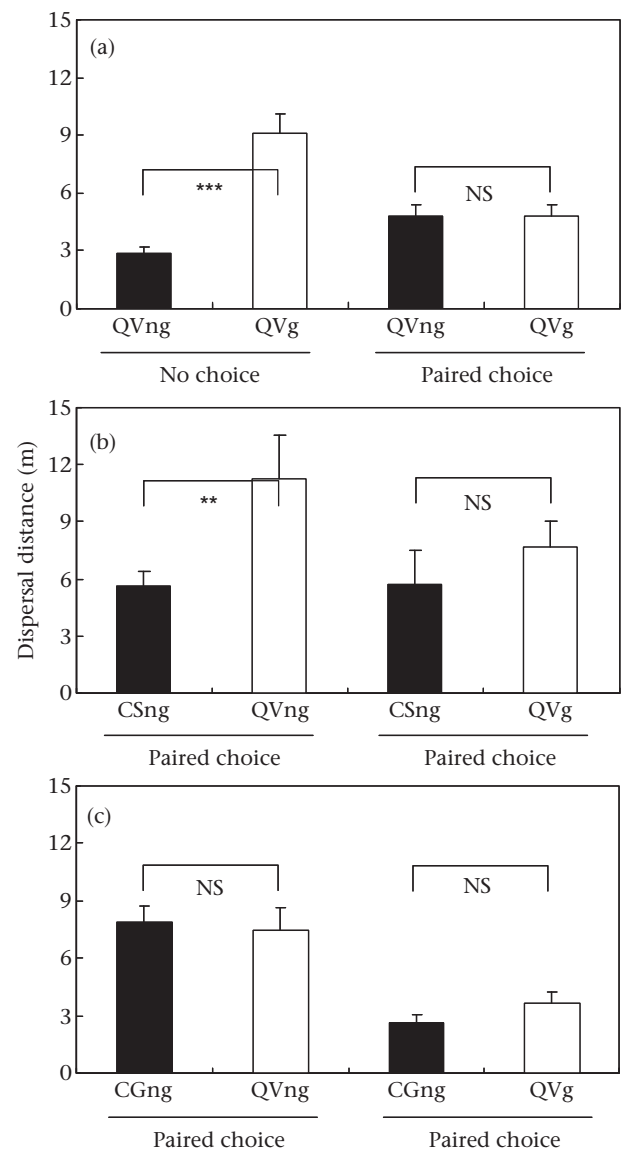 15
(a)
12
9
*** NS
6
3
0
QVng QVg QVng QVg
No choice Paired choice
15
(b)
12
** NS
9
6
3
0
Dispersal distance (m)
CSng QVng CSng QVg
Paired choice Paired choice
15
(c)
12
NS NS
9
6
3
0
CGng QVng CGng QVg
Paired choice Paired choice